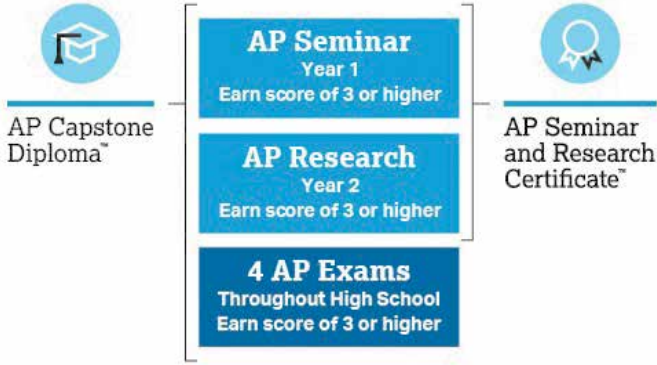 AP Capstone
Diploma™
AP Seminar
Year 1
Earn score of 3 or higher
AP Research
Year 2
Earn score of 3 or higher
4 AP Exams
Throughout High School
Earn score of 3 or higher
AP Seminar
and Research
Certificate™